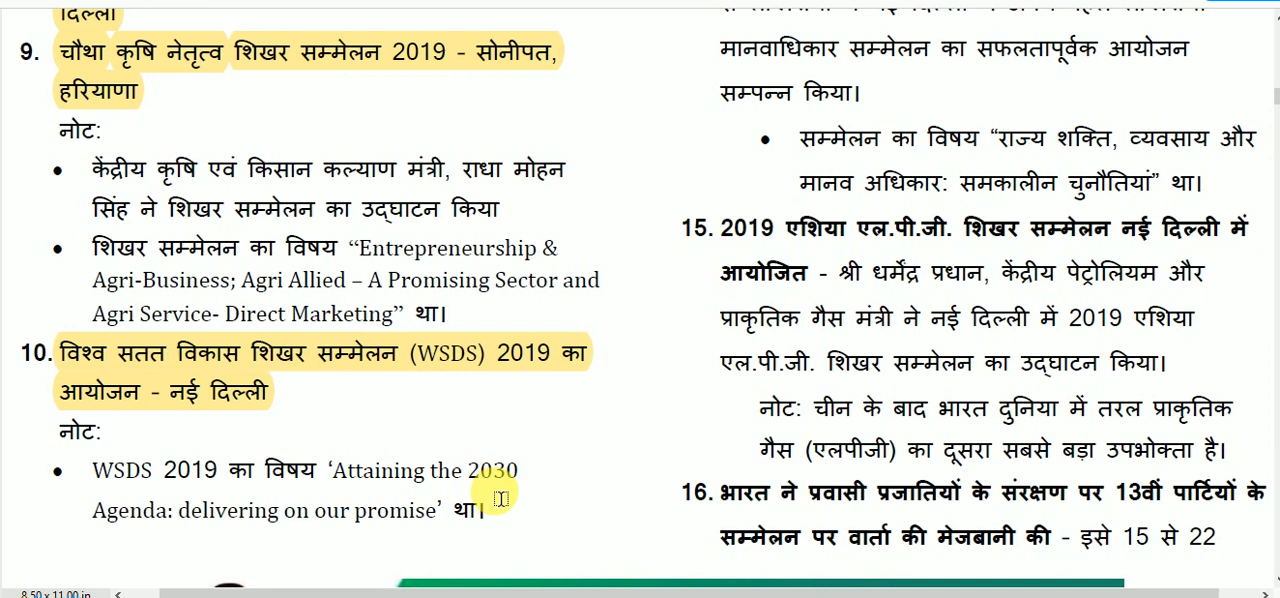 दिल्ली
9. चौथा कृषि नेतृत्व शिखर सम्मेलन 2019 - सोनीपत,
हरियाणा
नोट:
• केंद्रीय कृषि एवं किसान कल्याण मंत्री, राधा मोहन
सिंह ने शिखर सम्मेलन का उद्घाटन किया
• शिखर सम्मेलन का विषय “Entrepreneurship &
Agri-Business; Agri Allied – A Promising Sector and
Agri Service- Direct Marketing” था।
10. विश्व सतत विकास शिखर सम्मेलन (WSDS) 2019 का
आयोजन - नई दिल्ली
नोट:
• WSDS 2019 का विषय ‘Attaining the 2030
Agenda: delivering on our promise’ था।
मानवाधिकार सम्मेलन का सफलतापूर्वक आयोजन
सम्पन्न किया।
• सम्मेलन का विषय “राज्य शक्ति, व्यवसाय और
मानव अधिकार: समकालीन चुनौतियां” था।
15. 2019 एशिया एल.पी.जी. शिखर सम्मेलन नई दिल्ली में
आयोजित - श्री धर्मेंद्र प्रधान, केंद्रीय पेट्रोलियम और
प्राकृतिक गैस मंत्री ने नई दिल्ली में 2019 एशिया
एल.पी.जी. शिखर सम्मेलन का उद्घाटन किया।
नोट: चीन के बाद भारत दुनिया में तरल प्राकृतिक
गैस (एलपीजी) का दूसरा सबसे बड़ा उपभोक्ता है।
16. भारत ने प्रवासी प्रजातियों के संरक्षण पर 13वीं पार्टियों के
सम्मेलन पर वार्ता की मेजबानी की - इसे 15 से 22
8.50 x 11.00 in